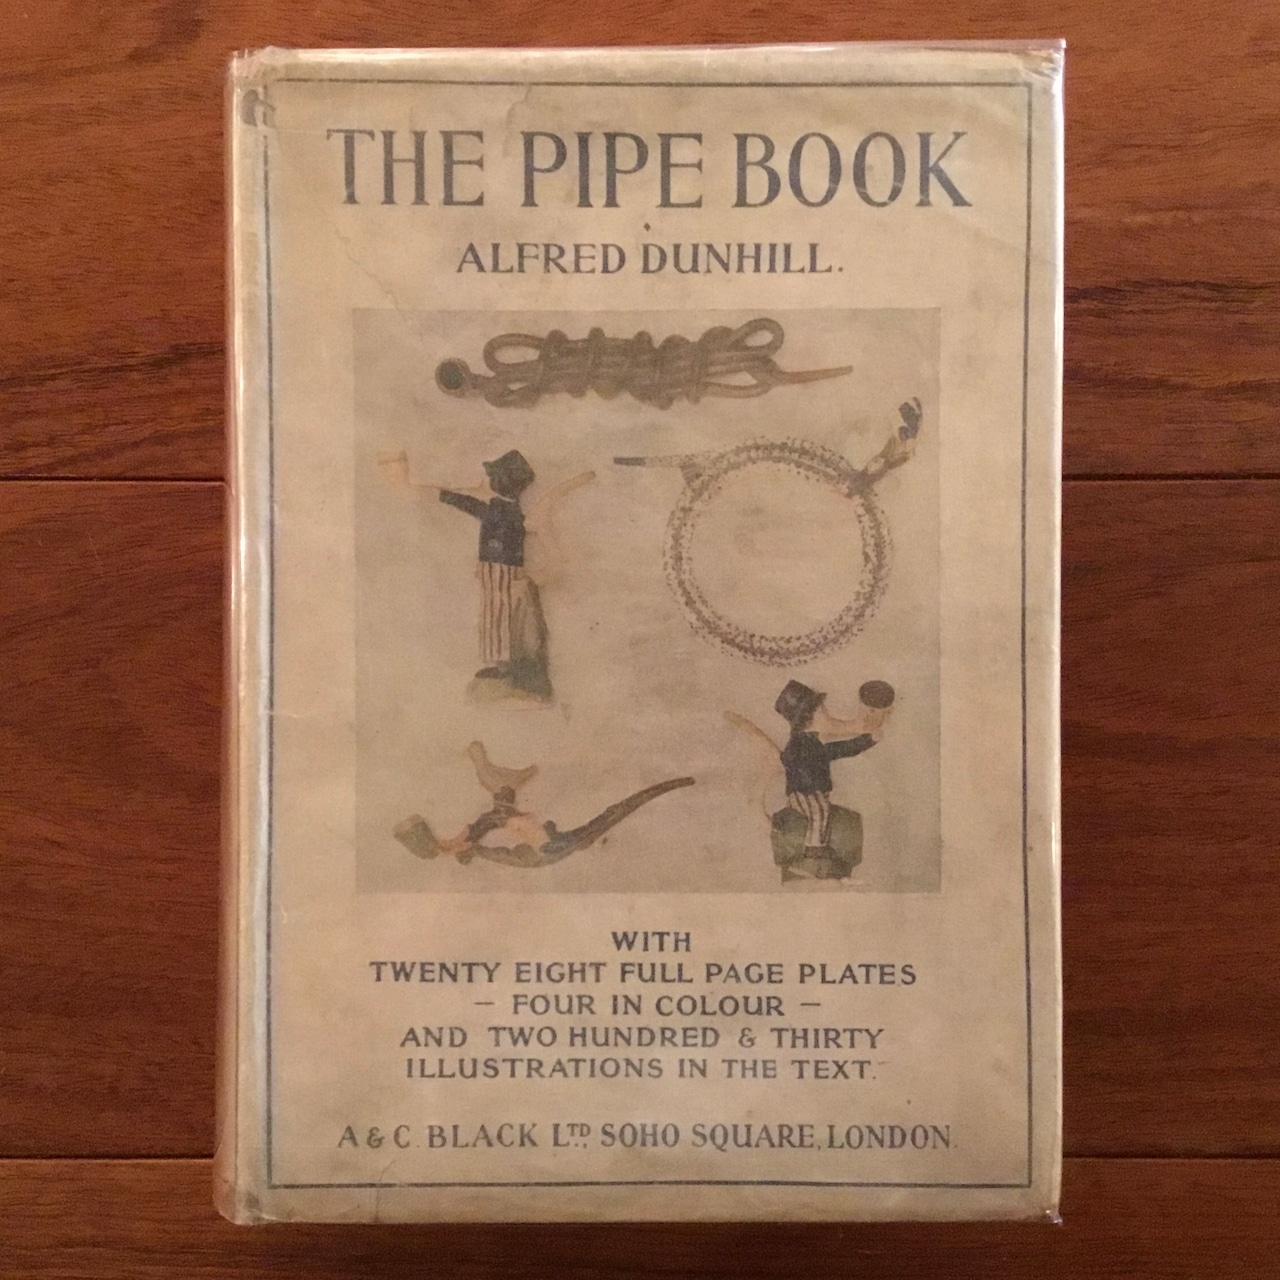 THE PIPE BOOK
ALFRED DUNHILL.
WITH
TWENTY EIGHT FULL PAGE PLATES
– FOUR IN COLOUR –
AND TWO HUNDRED & THIRTY
ILLUSTRATIONS IN THE TEXT.
A & C. BLACK LTD. SOHO SQUARE, LONDON.